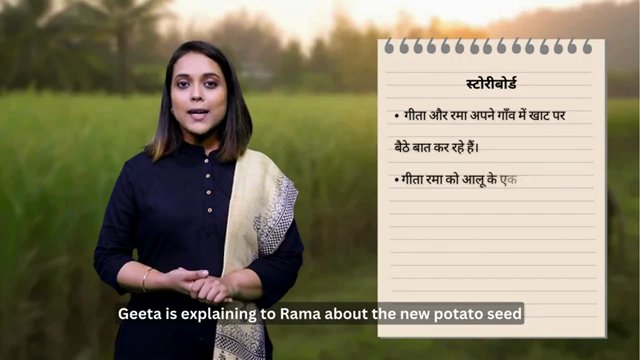 स्टोरीबोर्ड
• गीता और रमा अपने गाँव में खाट पर
बैठे बात कर रहे हैं।
• गीता रमा को आलू के एक
Geeta is explaining to Rama about the new potato seed